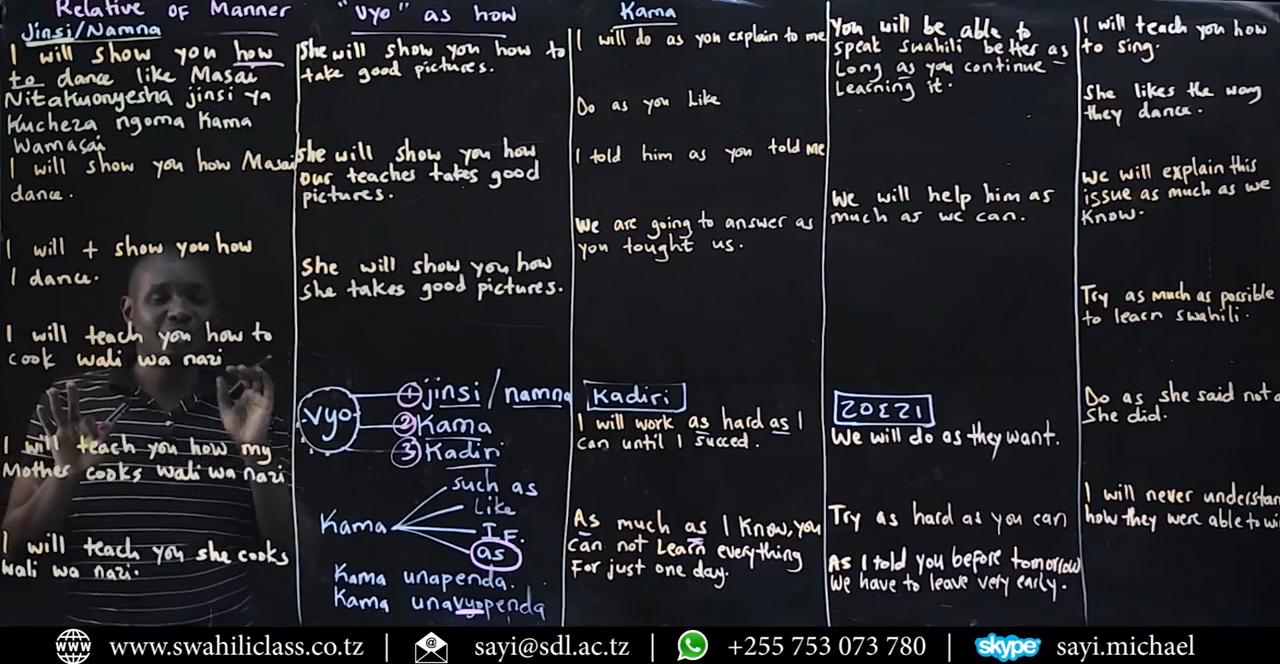 Relative of Manner "vyo" as how
Jinsi/Namna
I will show you how
to dance like Masai
Nitakuonyesha jinsi ya
Kucheza ngoma Kama
Wamasai
I will show you how Masai
dance.
I will + show you how
I dance.
I will teach you how to
cook wali wa nazi
I will teach you how my
Mother cooks wali wa nazi
I will teach you she cooks
wali wa nazi.
She will show you how to
take good pictures.
She will show you how
our teaches takes good
pictures.
She will show you how
she takes good pictures.
Vyo
1 jinsi / namna
2 Kama
3 Kadiri
Kama
such as
Like
IF.
as
Kama unapenda.
Kama unavyopenda
Kama
I will do as you explain to me
Do as you Like
I told him as you told me
We are going to answer as
you tought us.
Kadiri
I will work as hard as I
can until I succed.
As much as I know, you
can not Learn everything
For just one day.
You will be able to
speak swahili better as
Long as you continue
Learning it.
We will help him as
much as we can.
We will do as they want.
Try as hard as you can
As I told you before tomorrow
We have to leave very early.
I will teach you how
to sing.
She likes the way
they dance.
We will explain this
issue as much as we
Know.
Try as much as possible
to learn swahili.
Do as she said not a
She did.
I will never understan
how they were able to wi
www.swahiliclass.co.tz | sayi@sdl.ac.tz | +255 753 073 780 | skype sayi.michael